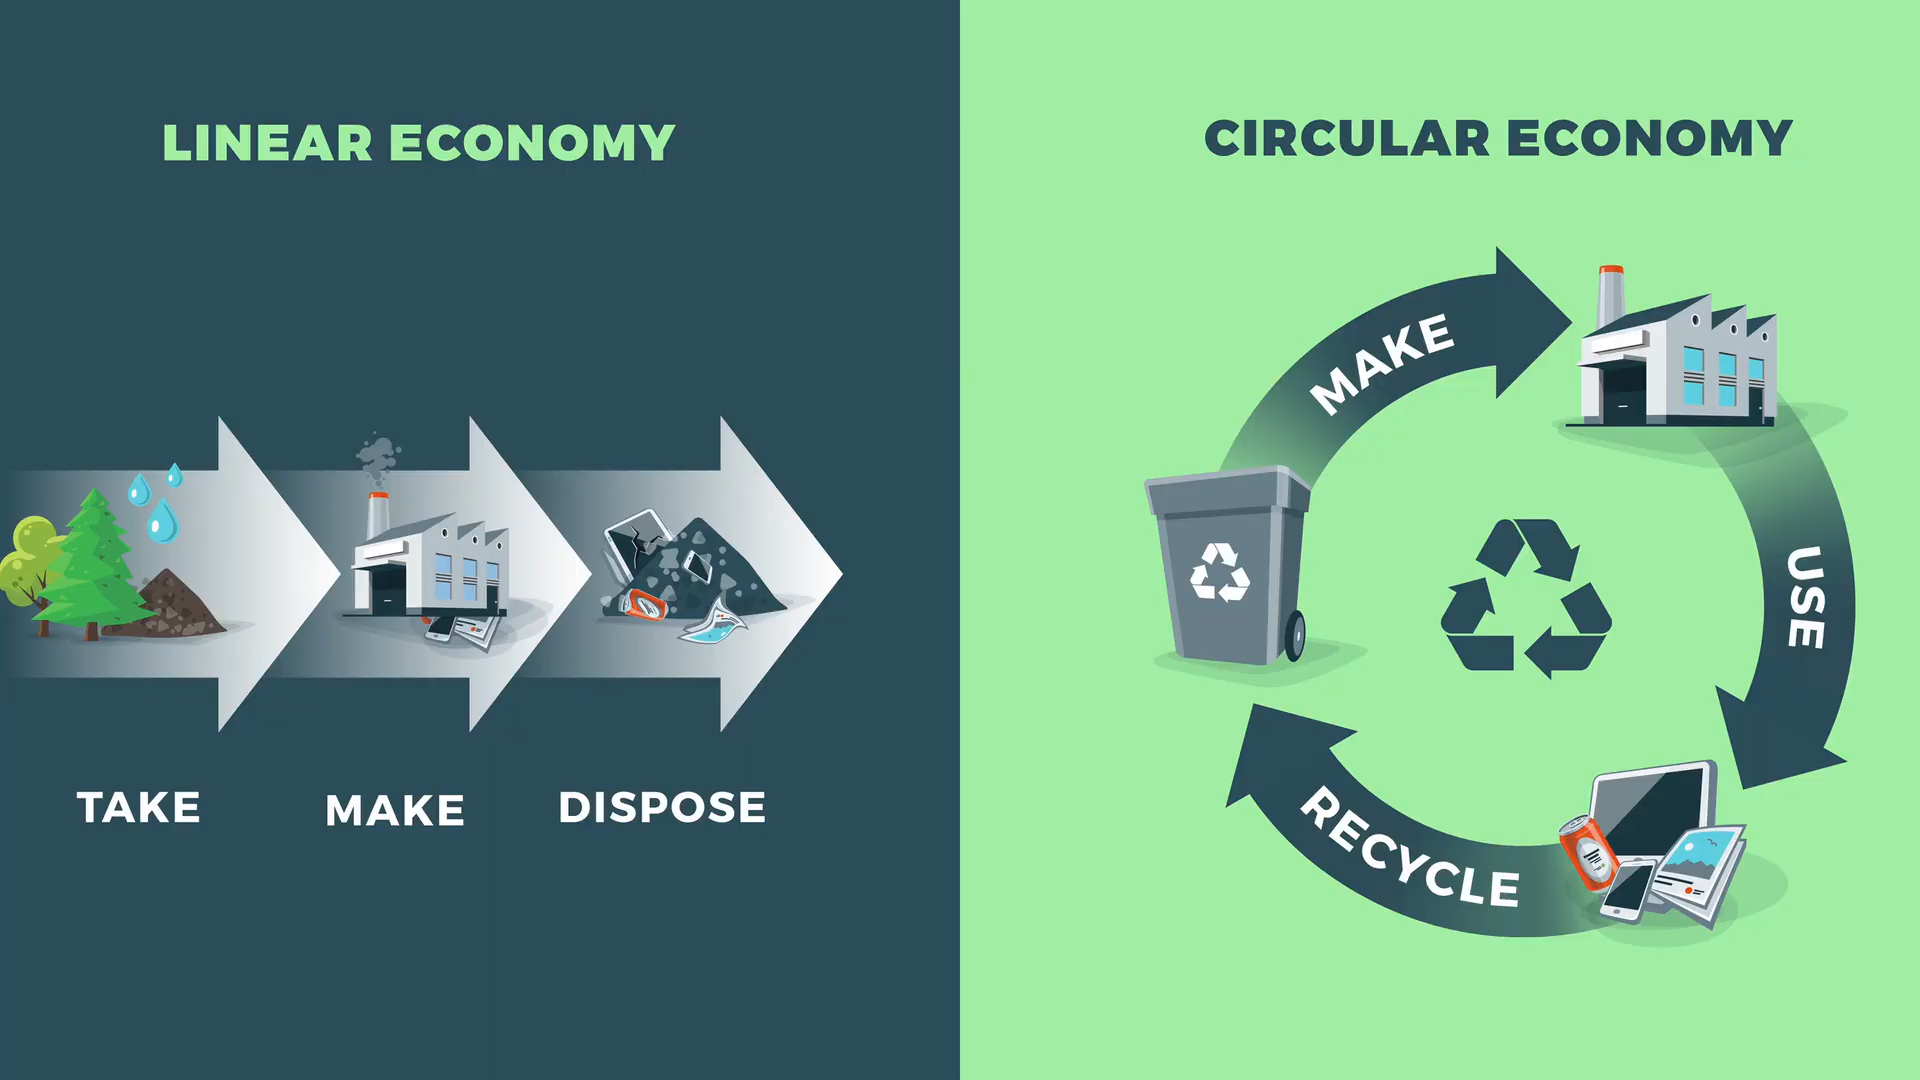 LINEAR ECONOMY
TAKE
MAKE
DISPOSE
CIRCULAR ECONOMY
MAKE
USE
RECYCLE